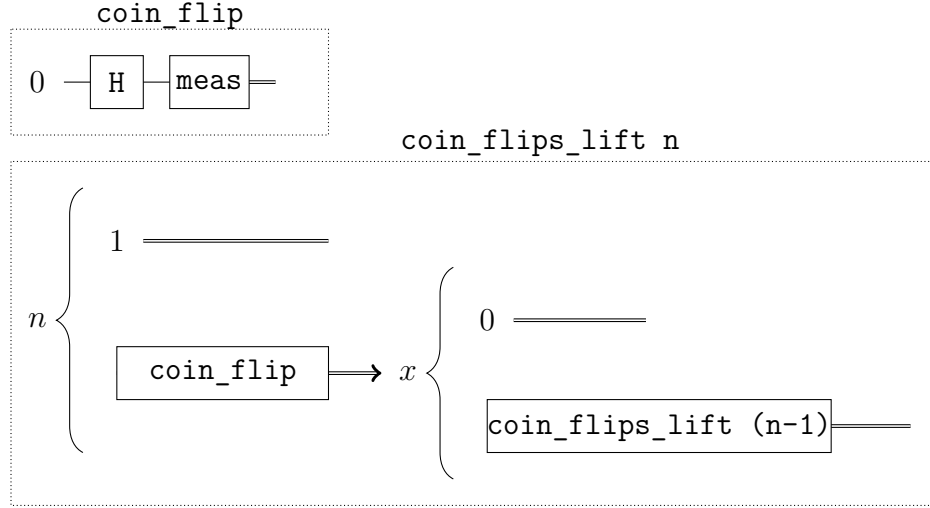 coin_flip
0 H meas
coin_flips_lift n
1
n
0
coin_flip x
coin_flips_lift (n-1)